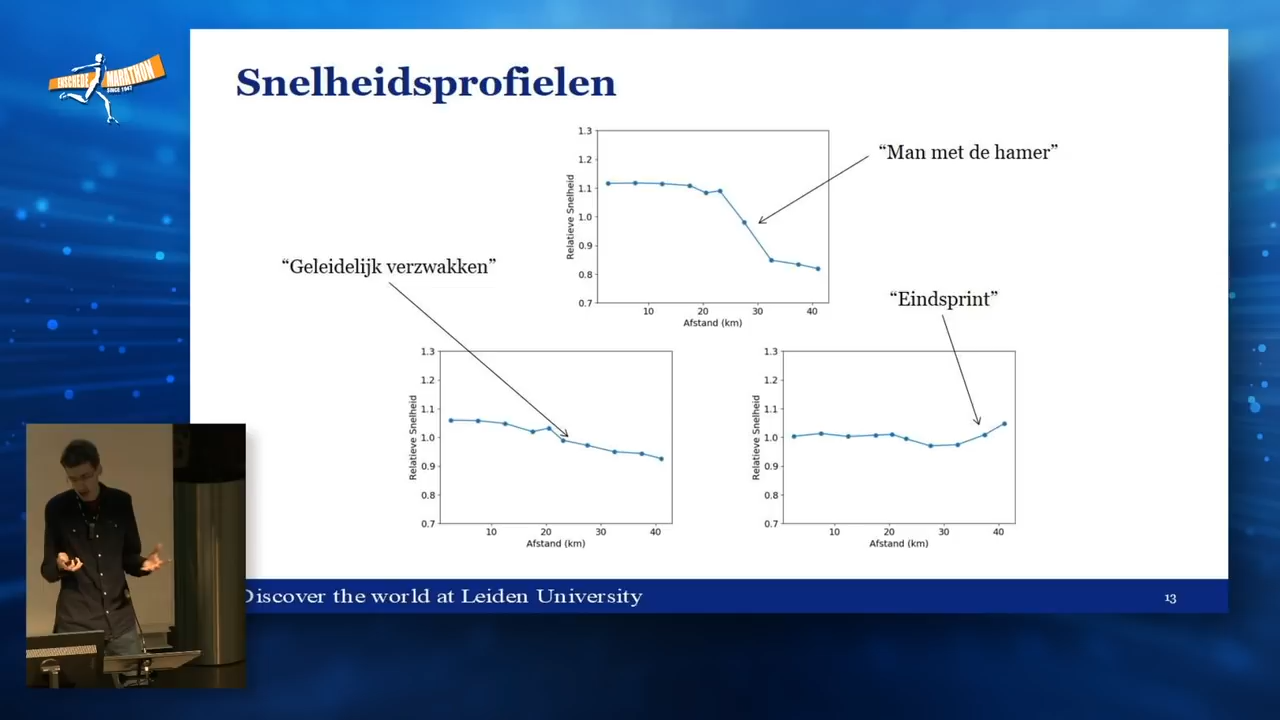 ENSCHEDE MARATHON
SINCE 1947
Snelheidsprofielen
1.3
1.2
1.1
1.0
0.9
0.8
0.7
Relatieve Snelheid
10 20 30 40
Afstand (km)
“Man met de hamer”
“Geleidelijk verzwakken”
“Eindsprint”
1.3
1.2
1.1
1.0
0.9
0.8
0.7
Relatieve Snelheid
10 20 30 40
Afstand (km)
1.3
1.2
1.1
1.0
0.9
0.8
0.7
Relatieve Snelheid
10 20 30 40
Afstand (km)
Discover the world at Leiden University
13